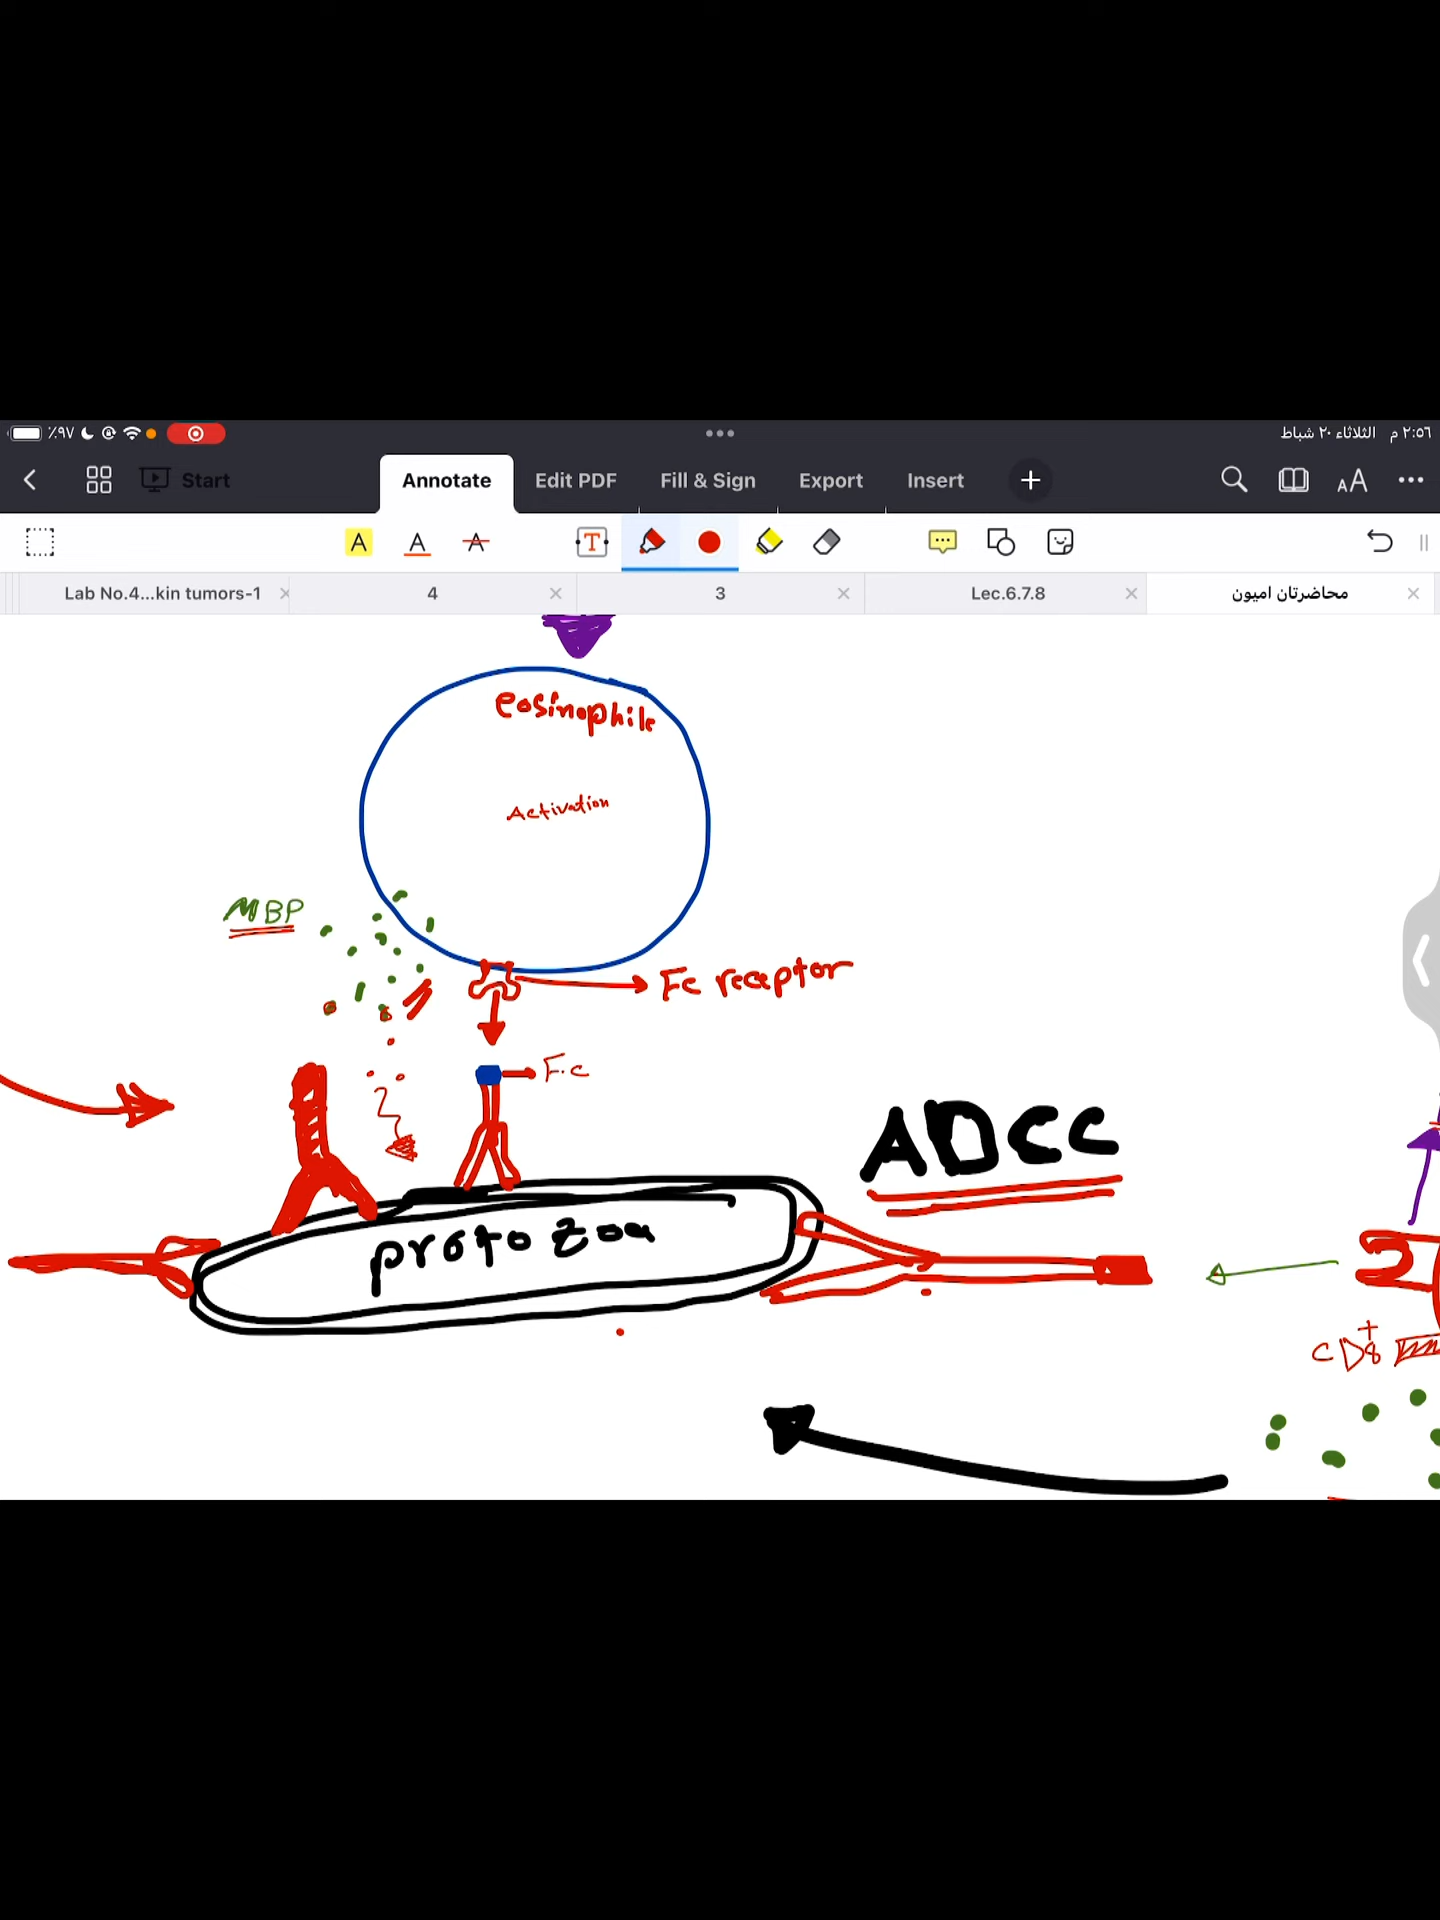 ٪٩٧
٢:٥٦ م الثلاثاء ٢٠ شباط
Start Annotate Edit PDF Fill & Sign Export Insert
Lab No.4...kin tumors-1 4 3 Lec.6.7.8 محاضرتان اميون
eosinophile
Activation
MBP
Fc receptor
F.c
ADCC
protozoa
CD8+